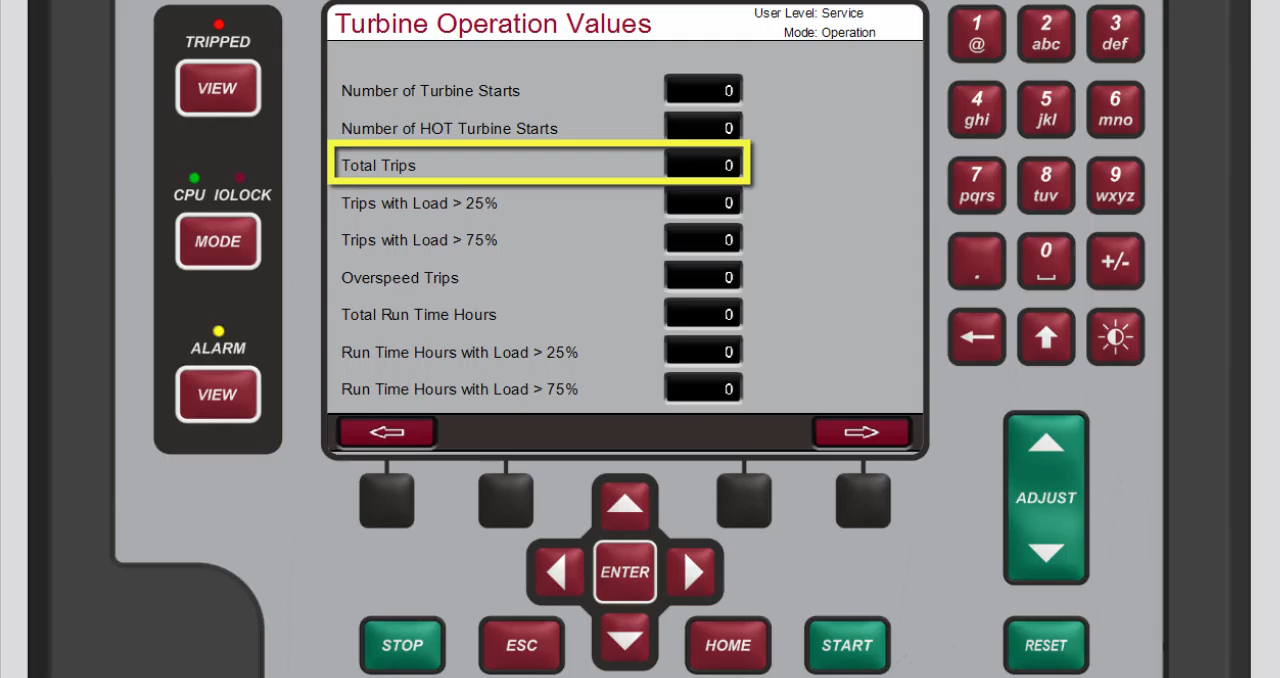 TRIPPED
VIEW
CPU IOLOCK
MODE
ALARM
VIEW
Turbine Operation Values
User Level: Service
Mode: Operation
Number of Turbine Starts 0
Number of HOT Turbine Starts 0
Total Trips 0
Trips with Load > 25% 0
Trips with Load > 75% 0
Overspeed Trips 0
Total Run Time Hours 0
Run Time Hours with Load > 25% 0
Run Time Hours with Load > 75% 0
1 2 3
@ abc def
4 5 6
ghi jkl mno
7 8 9
pqrs tuv wxyz
. 0 +/-
ADJUST
ENTER
STOP ESC HOME START RESET